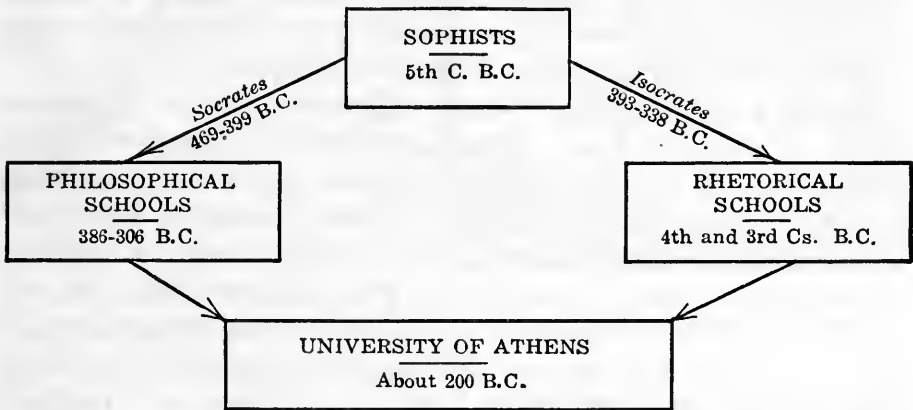 SOPHISTS
5th C. B.C.
Socrates
469-399 B.C.
Isocrates
393-338 B.C.
PHILOSOPHICAL
SCHOOLS
386-306 B.C.
RHETORICAL
SCHOOLS
4th and 3rd Cs. B.C.
UNIVERSITY OF ATHENS
About 200 B.C.